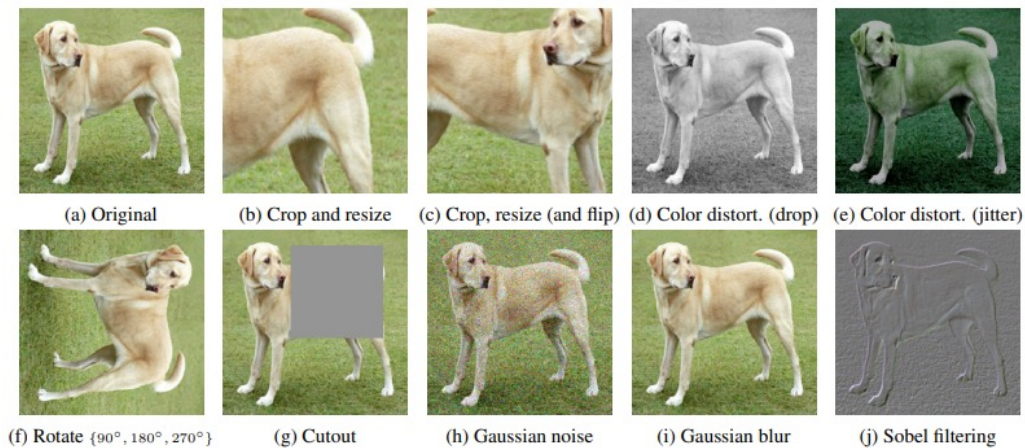 (a) Original
(b) Crop and resize
(c) Crop, resize (and flip)
(d) Color distort. (drop)
(e) Color distort. (jitter)
(f) Rotate {90°, 180°, 270°}
(g) Cutout
(h) Gaussian noise
(i) Gaussian blur
(j) Sobel filtering